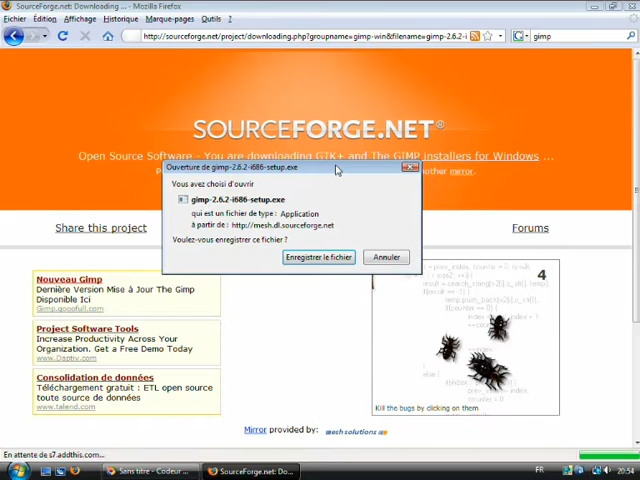 SourceForge.net: Downloading ... - Mozilla Firefox
Fichier Edition Affichage Historique Marque-pages Outils ?
http://sourceforge.net/project/downloading.php?groupname=gimp-win&filename=gimp-2.6.2-i
gimp
SOURCEFORGE.NET®
Open Source Software - You are downloading GTK+ and The GIMP installers for Windows ...
another mirror.
Ouverture de gimp-2.6.2-i686-setup.exe
Vous avez choisi d'ouvrir
gimp-2.6.2-i686-setup.exe
qui est un fichier de type : Application
à partir de : http://mesh.dl.sourceforge.net
Voulez-vous enregistrer ce fichier ?
Enregistrer le fichier Annuler
Share this project
Forums
Nouveau Gimp
Dernière Version Mise à Jour The Gimp
Disponible Ici
Gimp.gooofull.com
Project Software Tools
Increase Productivity Across Your
Organization. Get a Free Demo Today
www.Daptiv.com
Consolidation de données
Téléchargement gratuit : ETL open source
toute source de données
www.talend.com
4
Kill the bugs by clicking on them
Mirror provided by: mesh solutions
En attente de s7.addthis.com...
Sans titre - Codeur ...
SourceForge.net: Do...
FR
20:54